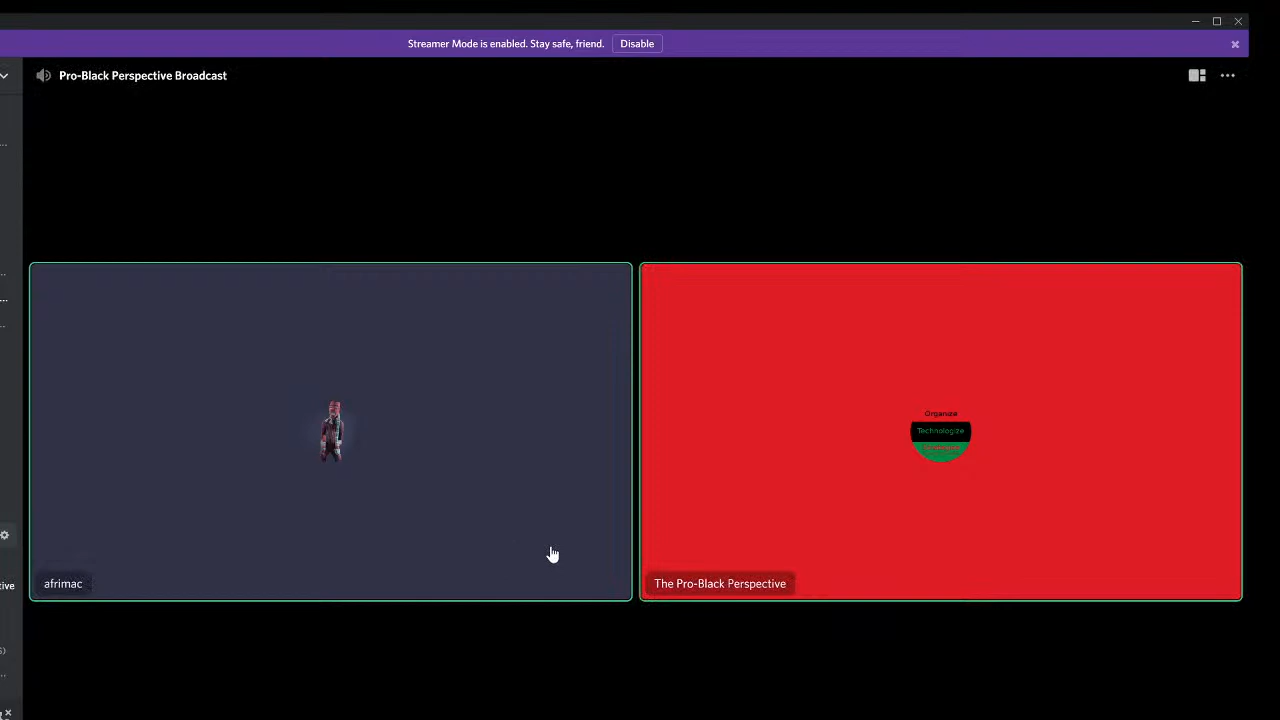 Streamer Mode is enabled. Stay safe, friend. Disable
Pro-Black Perspective Broadcast
Organize
Technologize
afrimac
The Pro-Black Perspective